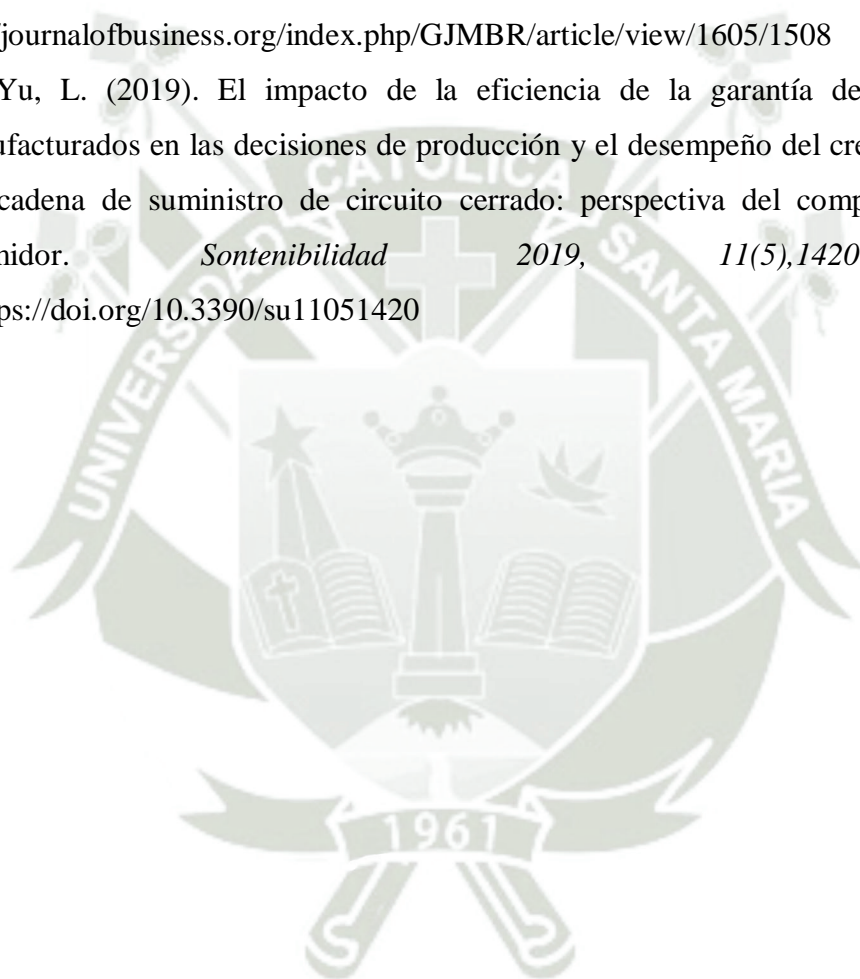 /journalofbusiness.org/index.php/GJMBR/article/view/1605/1508
Yu, L. (2019). El impacto de la eficiencia de la garantía de
ufacturados en las decisiones de producción y el desempeño del cre
cadena de suministro de circuito cerrado: perspectiva del comp
nidor. Sontenibilidad 2019, 11(5),1420
ps://doi.org/10.3390/su11051420
UNIVERSIDAD CATOLICA SANTA MARIA
1961